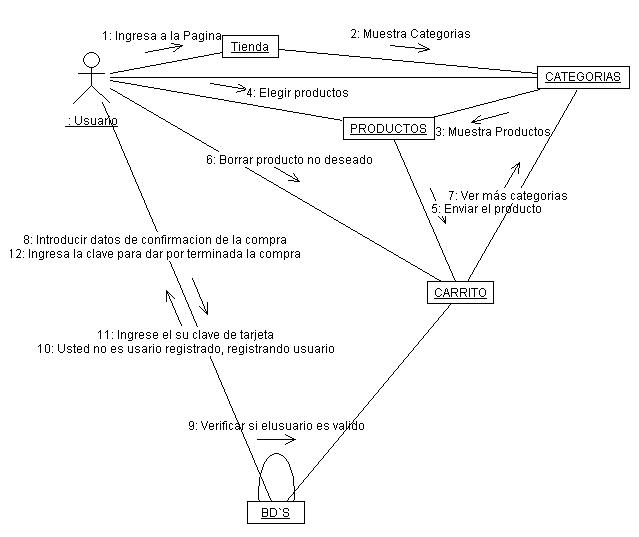 1: Ingresa a la Pagina
2: Muestra Categorias
Tienda
CATEGORIAS
4: Elegir productos
: Usuario
PRODUCTOS
3: Muestra Productos
6: Borrar producto no deseado
7: Ver más categorias
5: Enviar el producto
8: Introducir datos de confirmacion de la compra
12: Ingresa la clave para dar por terminada la compra
CARRITO
11: Ingrese el su clave de tarjeta
10: Usted no es usario registrado, registrando usuario
9: Verificar si elusuario es valido
BD`S